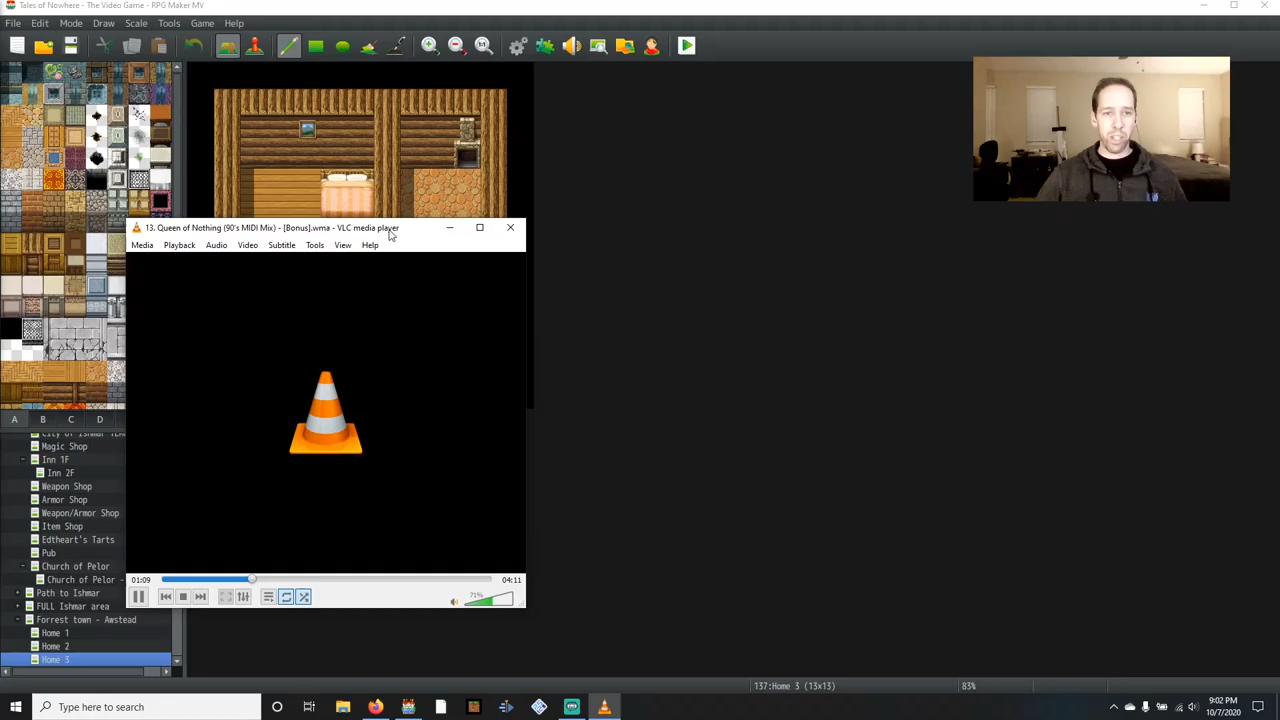 Tales of Nowhere - The Video Game - RPG Maker MV
File Edit Mode Draw Scale Tools Game Help
13. Queen of Nothing (90's MIDI Mix) - [Bonus].wma - VLC media player
Media Playback Audio Video Subtitle Tools View Help
A B C D
Magic Shop
Inn 1F
Inn 2F
Weapon Shop
Armor Shop
Weapon/Armor Shop
Item Shop
Edtheart's Tarts
Pub
Church of Pelor
Church of Pelor -
Path to Ishmar
FULL Ishmar area
Forrest town - Awstead
Home 1
Home 2
Home 3
01:09 04:11
71%
137:Home 3 (13×13) 83%
Type here to search
9:02 PM
10/7/2020